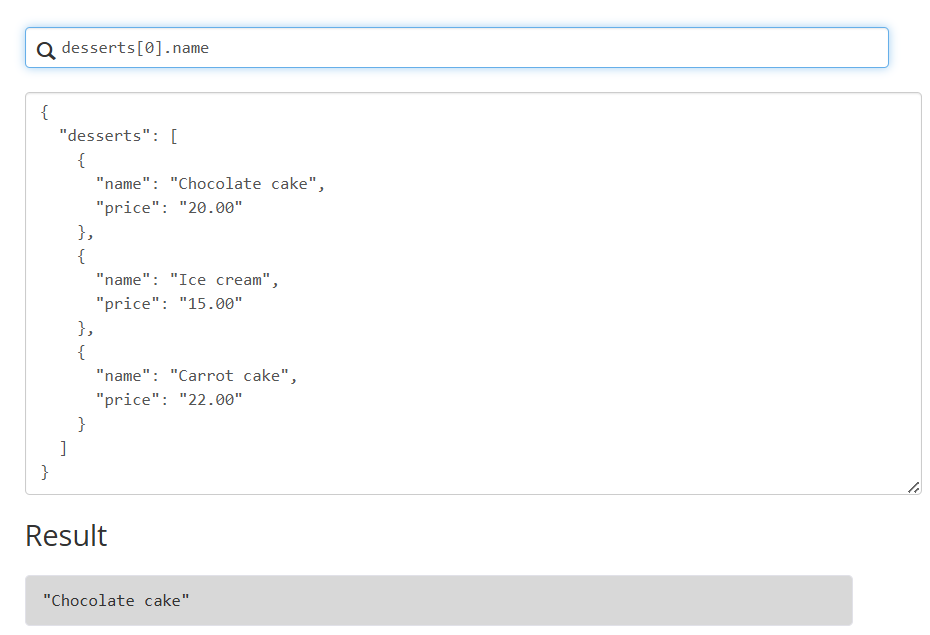 desserts[0].name
{
  "desserts": [
    {
      "name": "Chocolate cake",
      "price": "20.00"
    },
    {
      "name": "Ice cream",
      "price": "15.00"
    },
    {
      "name": "Carrot cake",
      "price": "22.00"
    }
  ]
}
Result
"Chocolate cake"